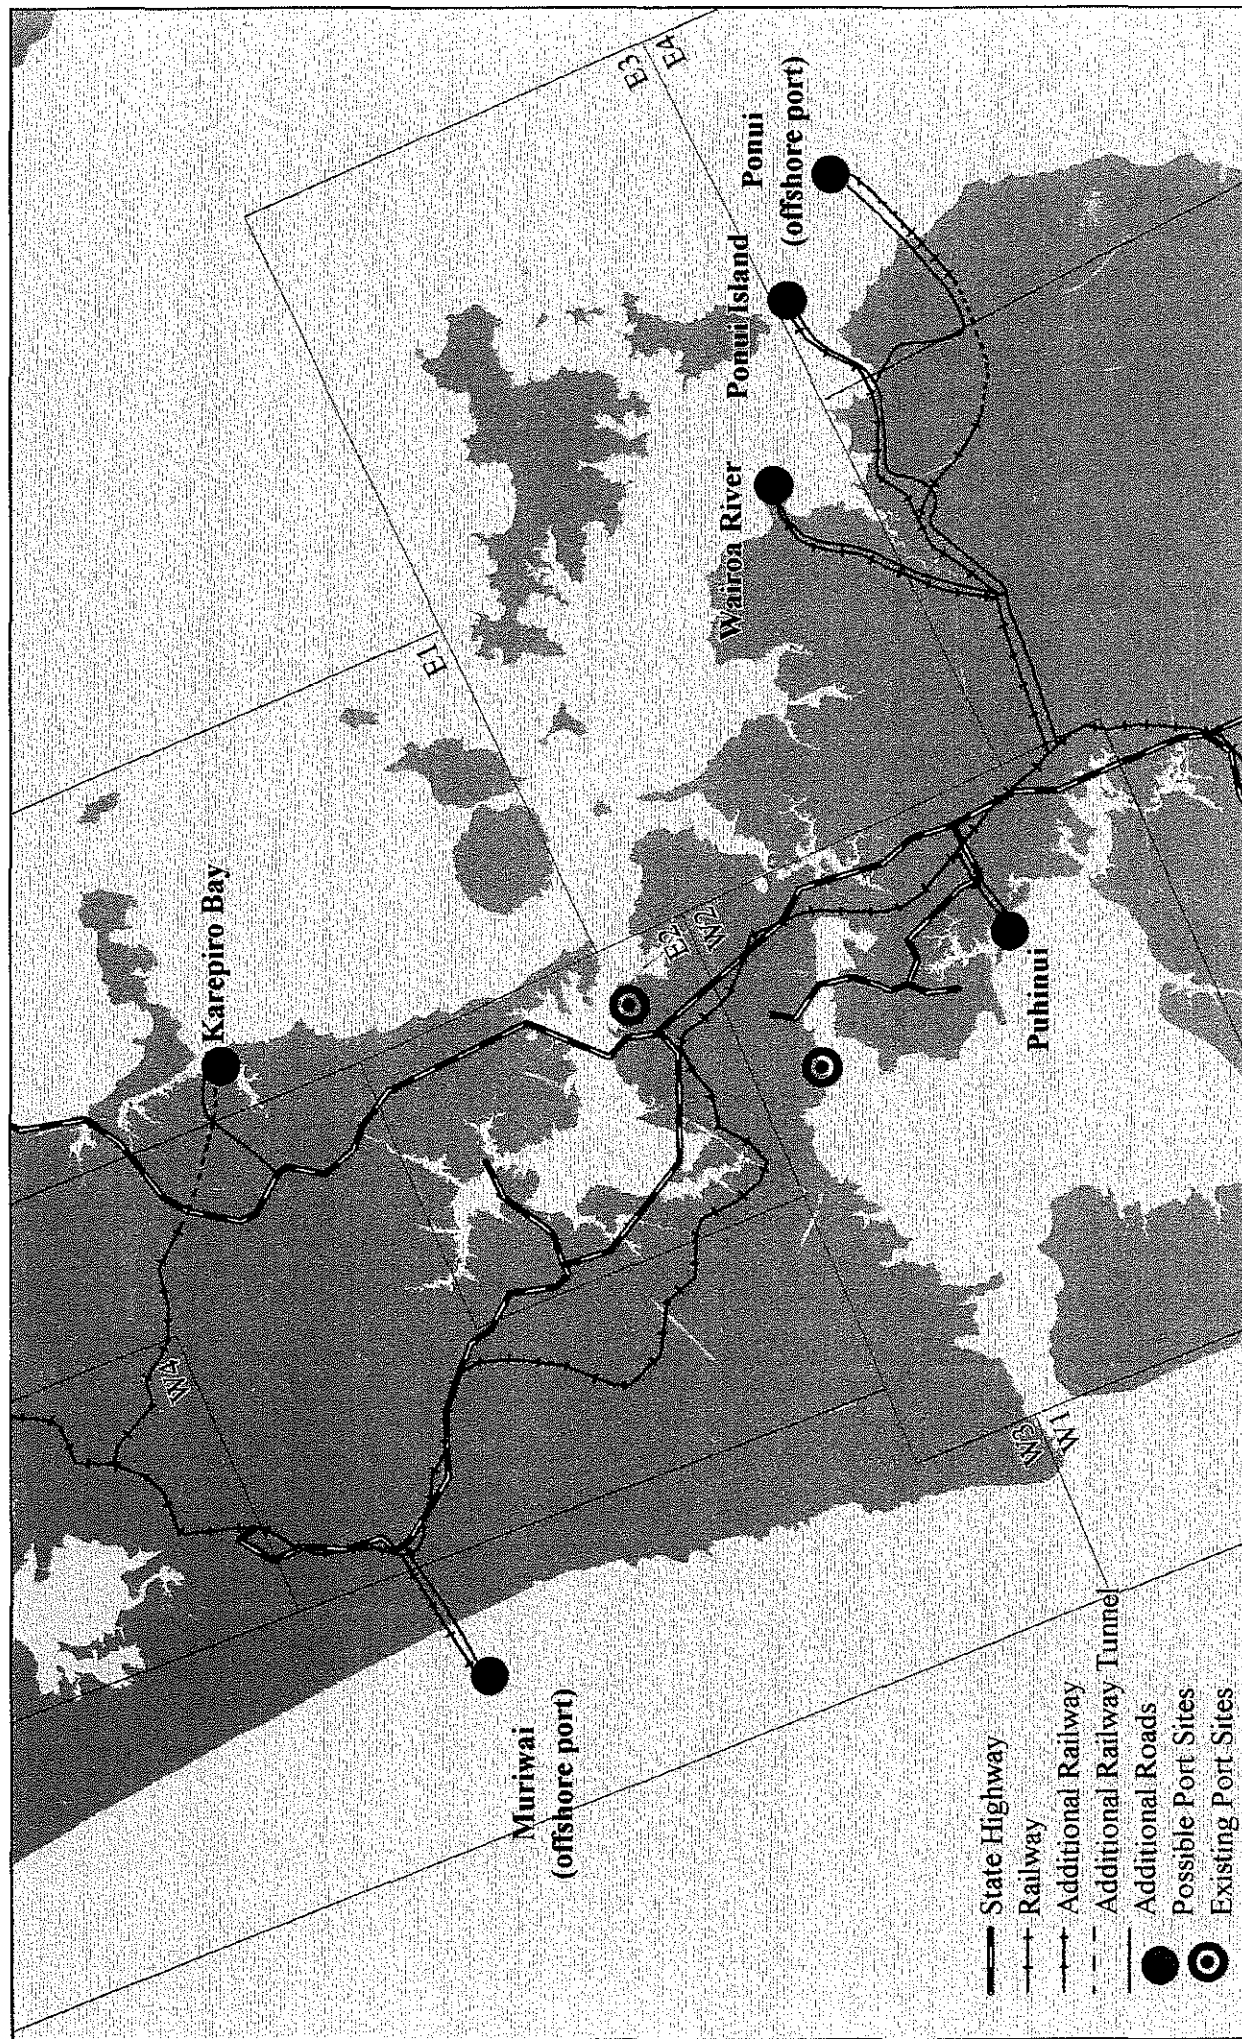 Muriwai
(offshore port)
Karepiro Bay
Puhinui
Wairoa River
Ponui Island
Ponui
(offshore port)
W4
W3
W1
E2
W2
E1
E3
E4
State Highway
Railway
Additional Railway
Additional Railway Tunnel
Additional Roads
Possible Port Sites
Existing Port Sites